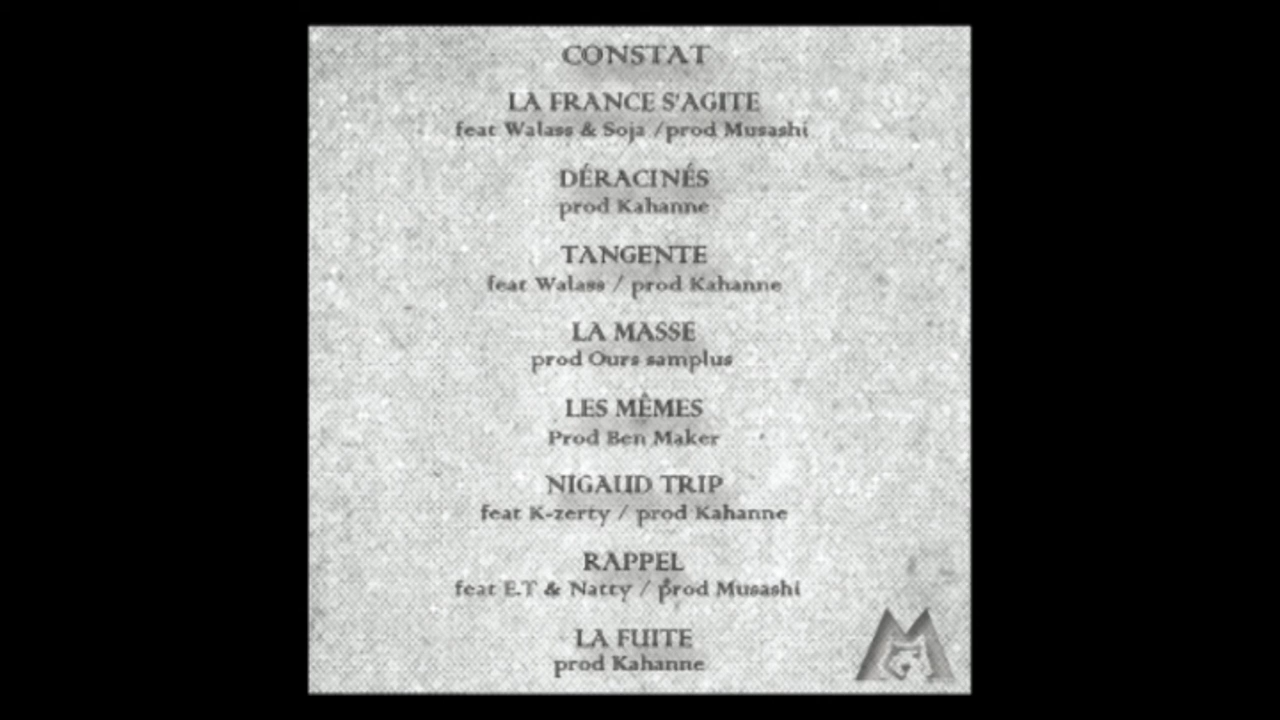 CONSTAT
LA FRANCE S'AGITE
feat Walass & Soja /prod Musashi
DÉRACINÉS
prod Kahanne
TANGENTE
feat Walass / prod Kahanne
LA MASSE
prod Ours samplus
LES MÊMES
Prod Ben Maker
NIGAUD TRIP
feat K-zerty / prod Kahanne
RAPPEL
feat E.T & Natty / prod Musashi
LA FUITE
prod Kahanne
M